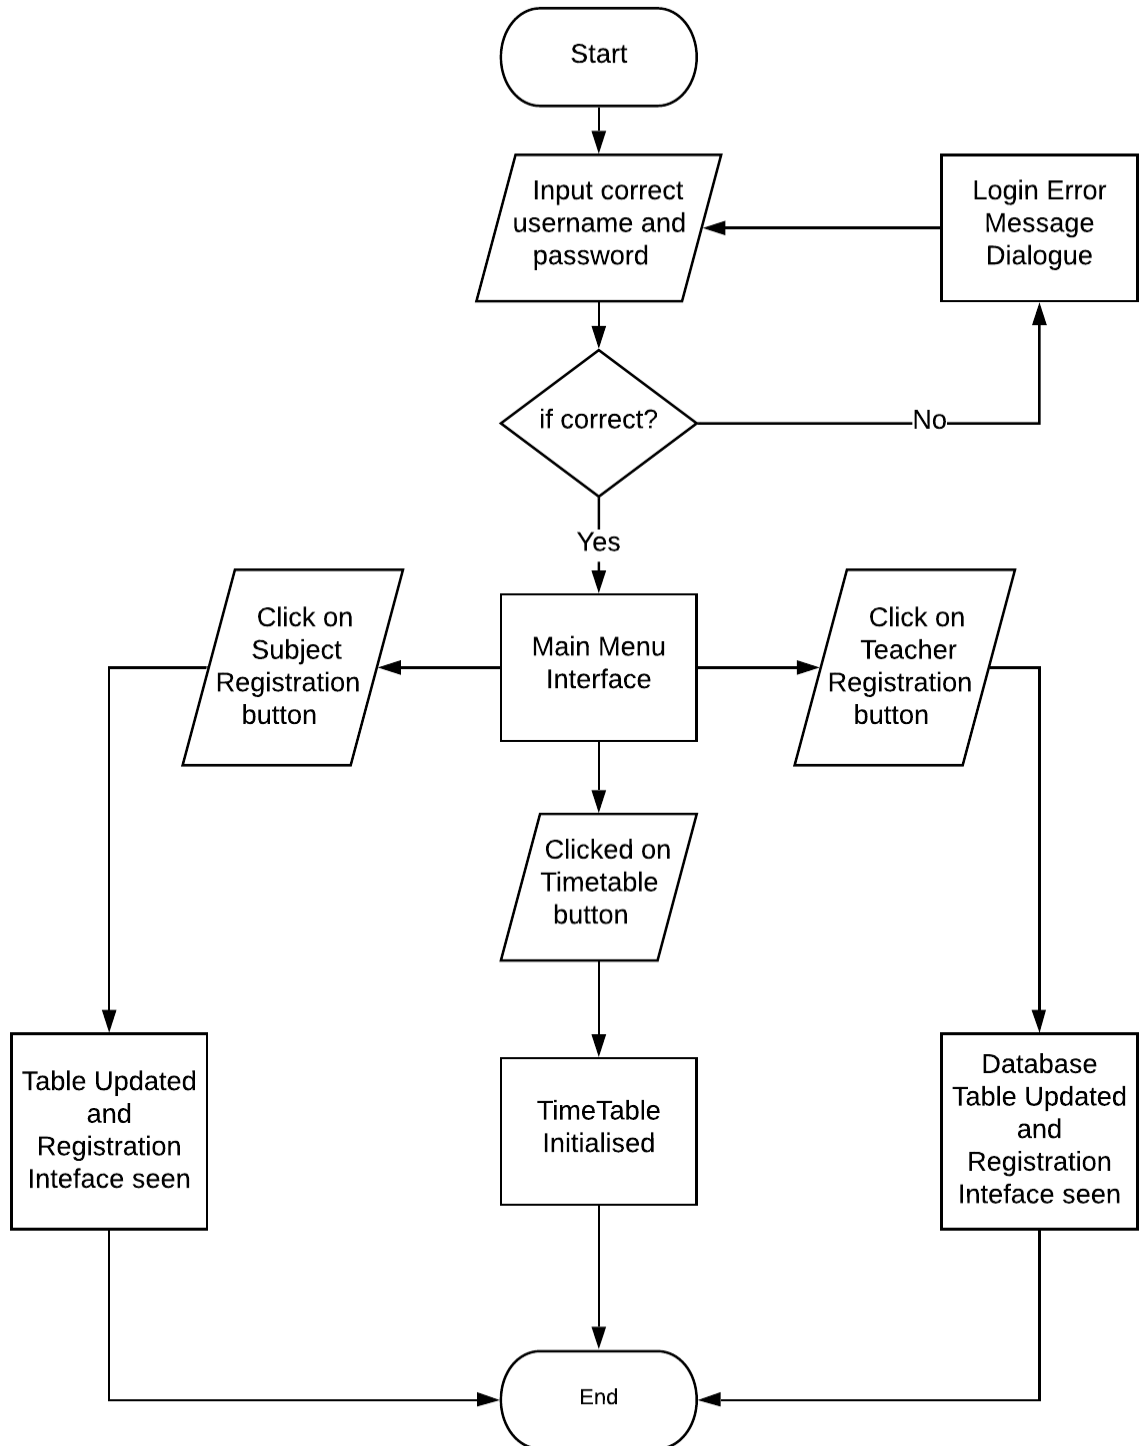 Start
Input correct
username and
password
Login Error
Message
Dialogue
if correct?
No
Yes
Click on
Subject
Registration
button
Main Menu
Interface
Click on
Teacher
Registration
button
Clicked on
Timetable
button
Table Updated
and
Registration
Inteface seen
TimeTable
Initialised
Database
Table Updated
and
Registration
Inteface seen
End